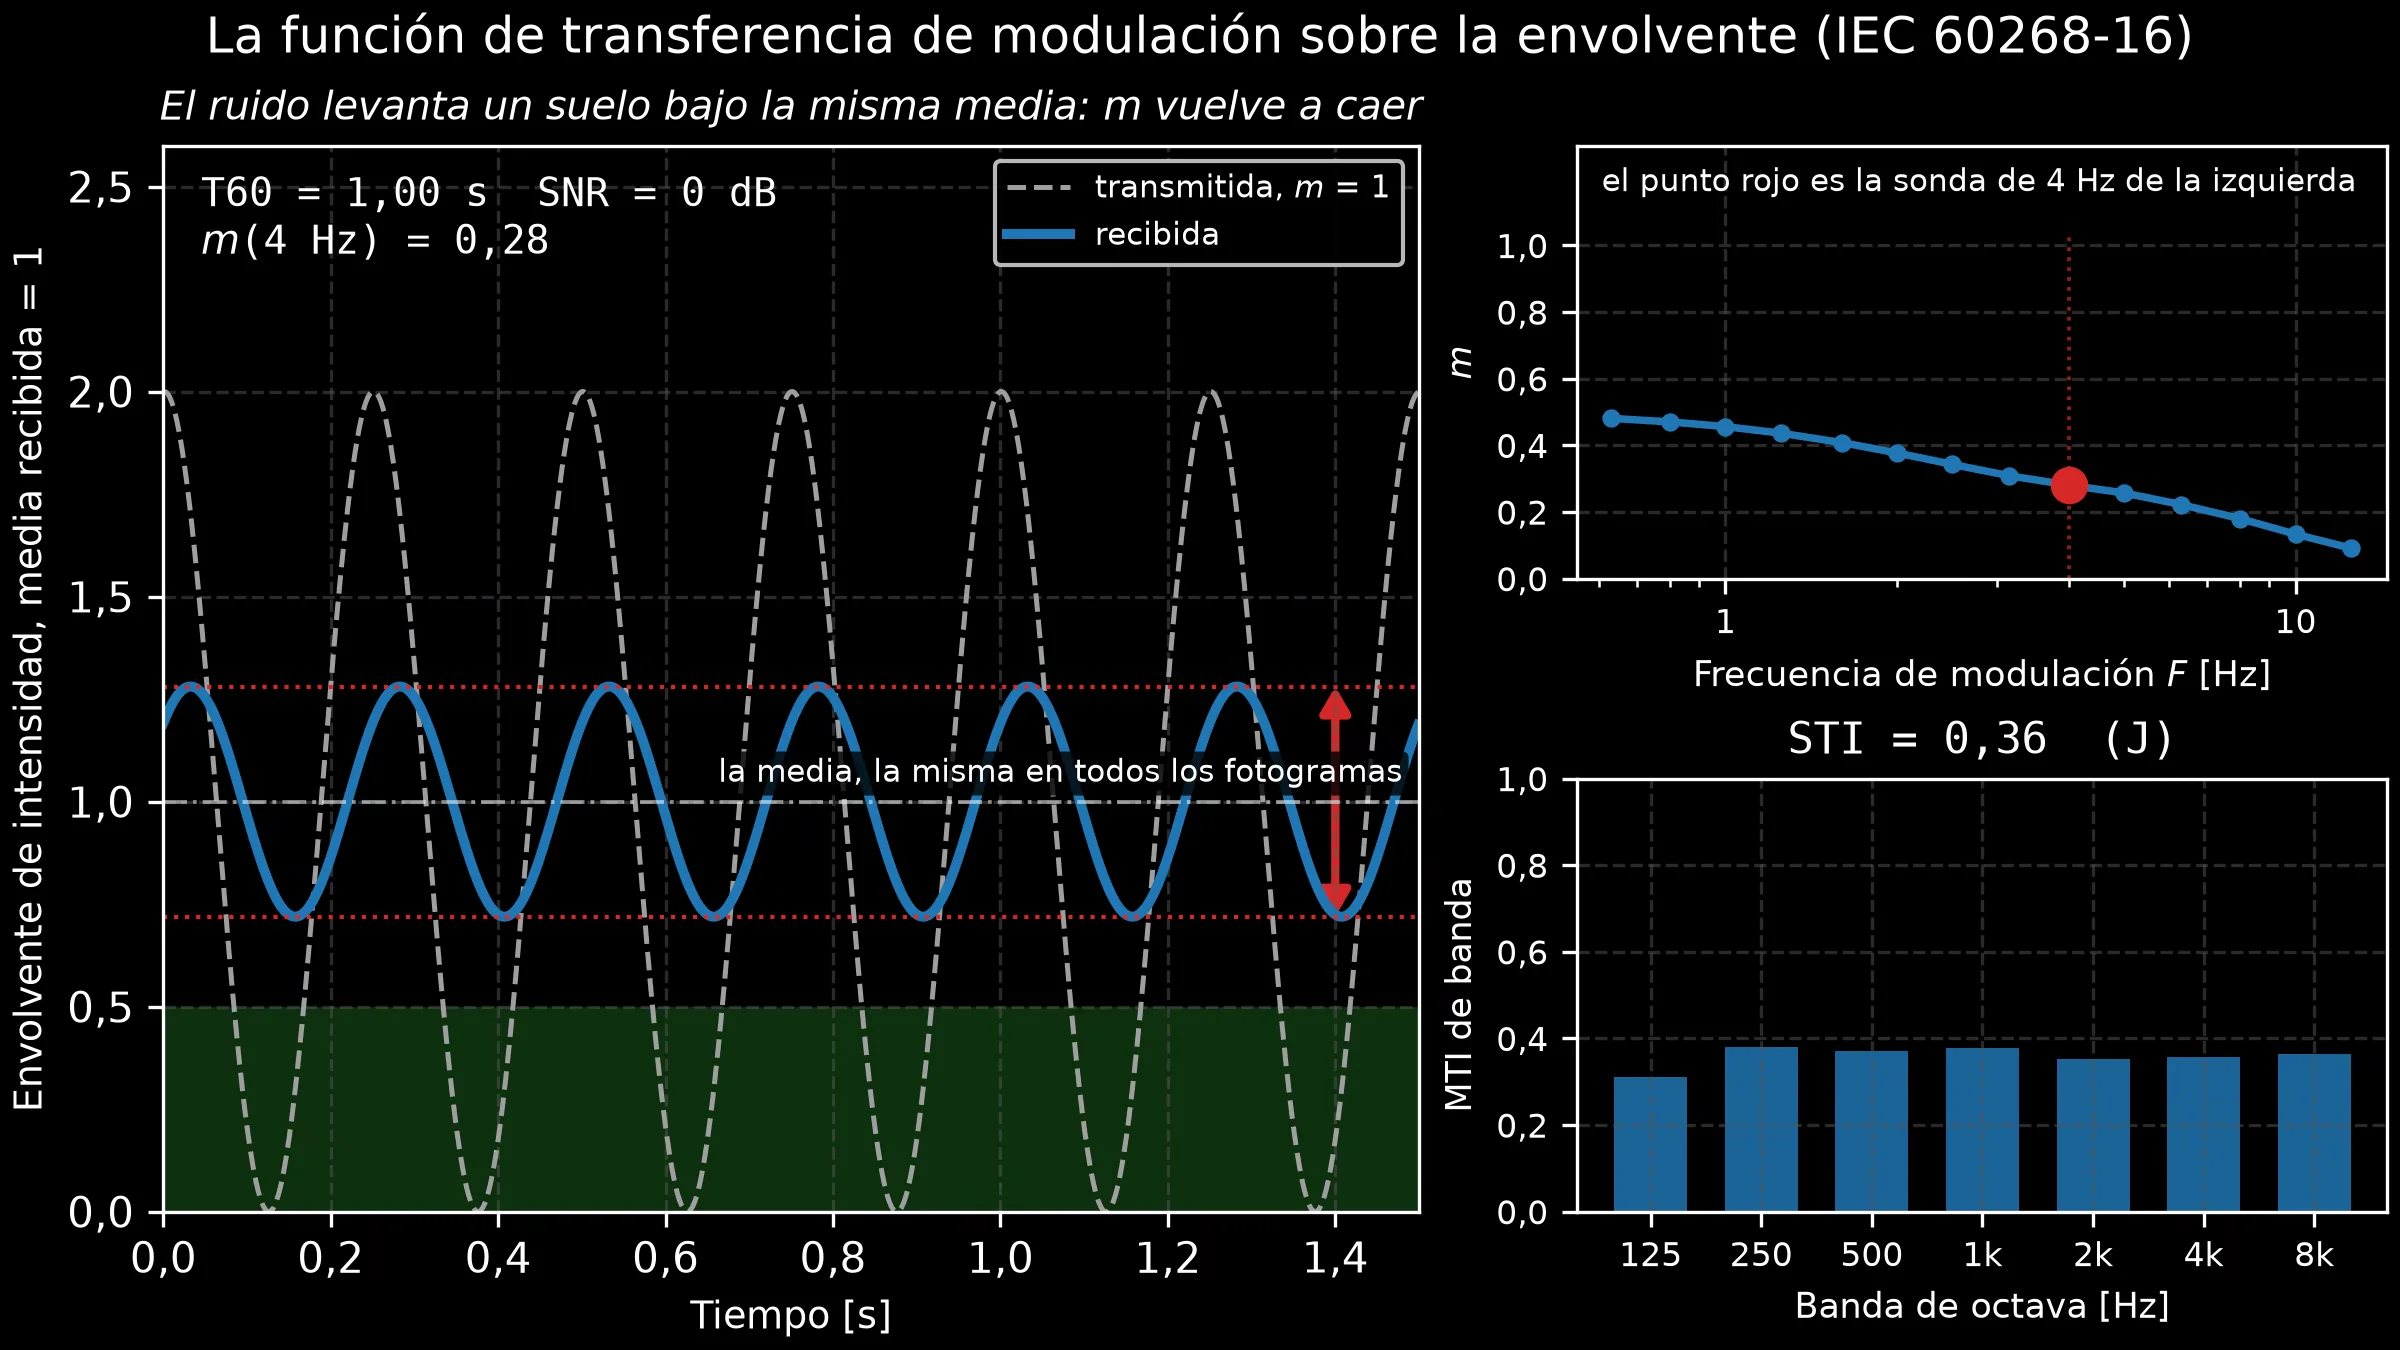 La función de transferencia de modulación sobre la envolvente (IEC 60268-16)
El ruido levanta un suelo bajo la misma media: m vuelve a caer
Envolvente de intensidad, media recibida = 1
2,5
2,0
1,5
1,0
0,5
0,0
T60 = 1,00 s  SNR = 0 dB
m(4 Hz) = 0,28
transmitida, m = 1
recibida
la media, la misma en todos los fotogramas
0,0 0,2 0,4 0,6 0,8 1,0 1,2 1,4
Tiempo [s]
el punto rojo es la sonda de 4 Hz de la izquierda
m
1,0
0,8
0,6
0,4
0,2
0,0
1 10
Frecuencia de modulación F [Hz]
STI = 0,36  (J)
MTI de banda
1,0
0,8
0,6
0,4
0,2
0,0
125 250 500 1k 2k 4k 8k
Banda de octava [Hz]